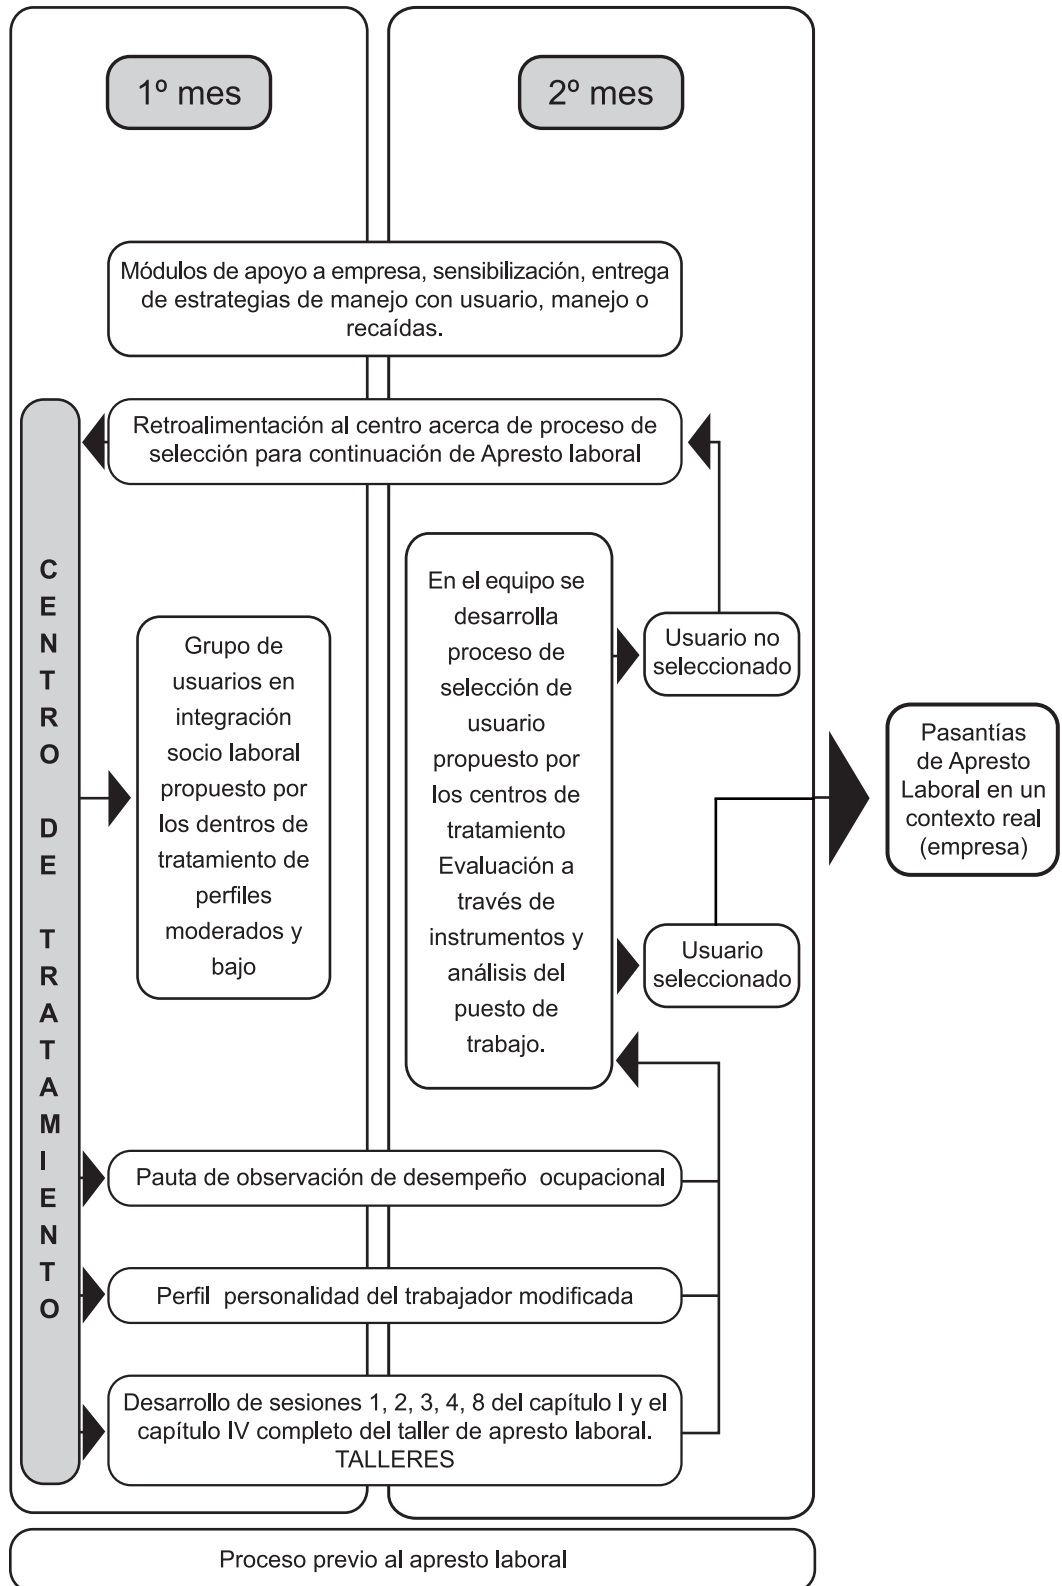 1º mes
2º mes
Módulos de apoyo a empresa, sensibilización, entrega
de estrategias de manejo con usuario, manejo o
recaídas.
Retroalimentación al centro acerca de proceso de
selección para continuación de Apresto laboral
CENTRO DE TRATAMIENTO
Grupo de
usuarios en
integración
socio laboral
propuesto por
los dentros de
tratamiento de
perfiles
moderados y
bajo
En el equipo se
desarrolla
proceso de
selección de
usuario
propuesto por
los centros de
tratamiento
Evaluación a
través de
instrumentos y
análisis del
puesto de
trabajo.
Usuario no
seleccionado
Usuario
seleccionado
Pasantías
de Apresto
Laboral en un
contexto real
(empresa)
Pauta de observación de desempeño ocupacional
Perfil personalidad del trabajador modificada
Desarrollo de sesiones 1, 2, 3, 4, 8 del capítulo I y el
capítulo IV completo del taller de apresto laboral.
TALLERES
Proceso previo al apresto laboral